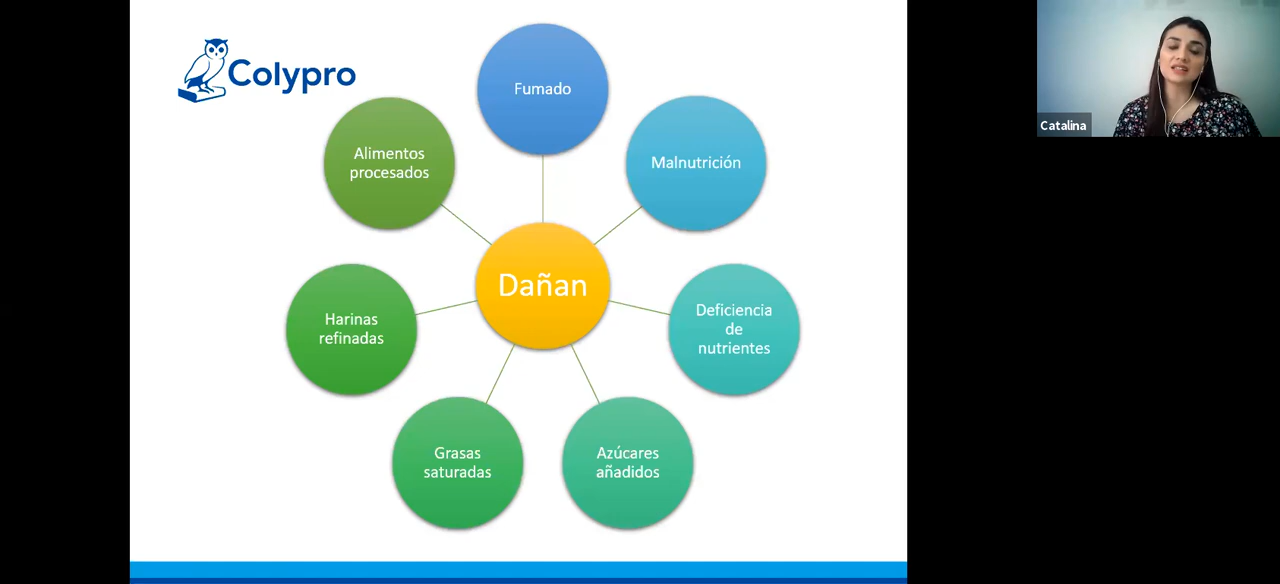 Colypro
Fumado
Malnutrición
Deficiencia
de
nutrientes
Azúcares
añadidos
Grasas
saturadas
Harinas
refinadas
Alimentos
procesados
Dañan
Catalina